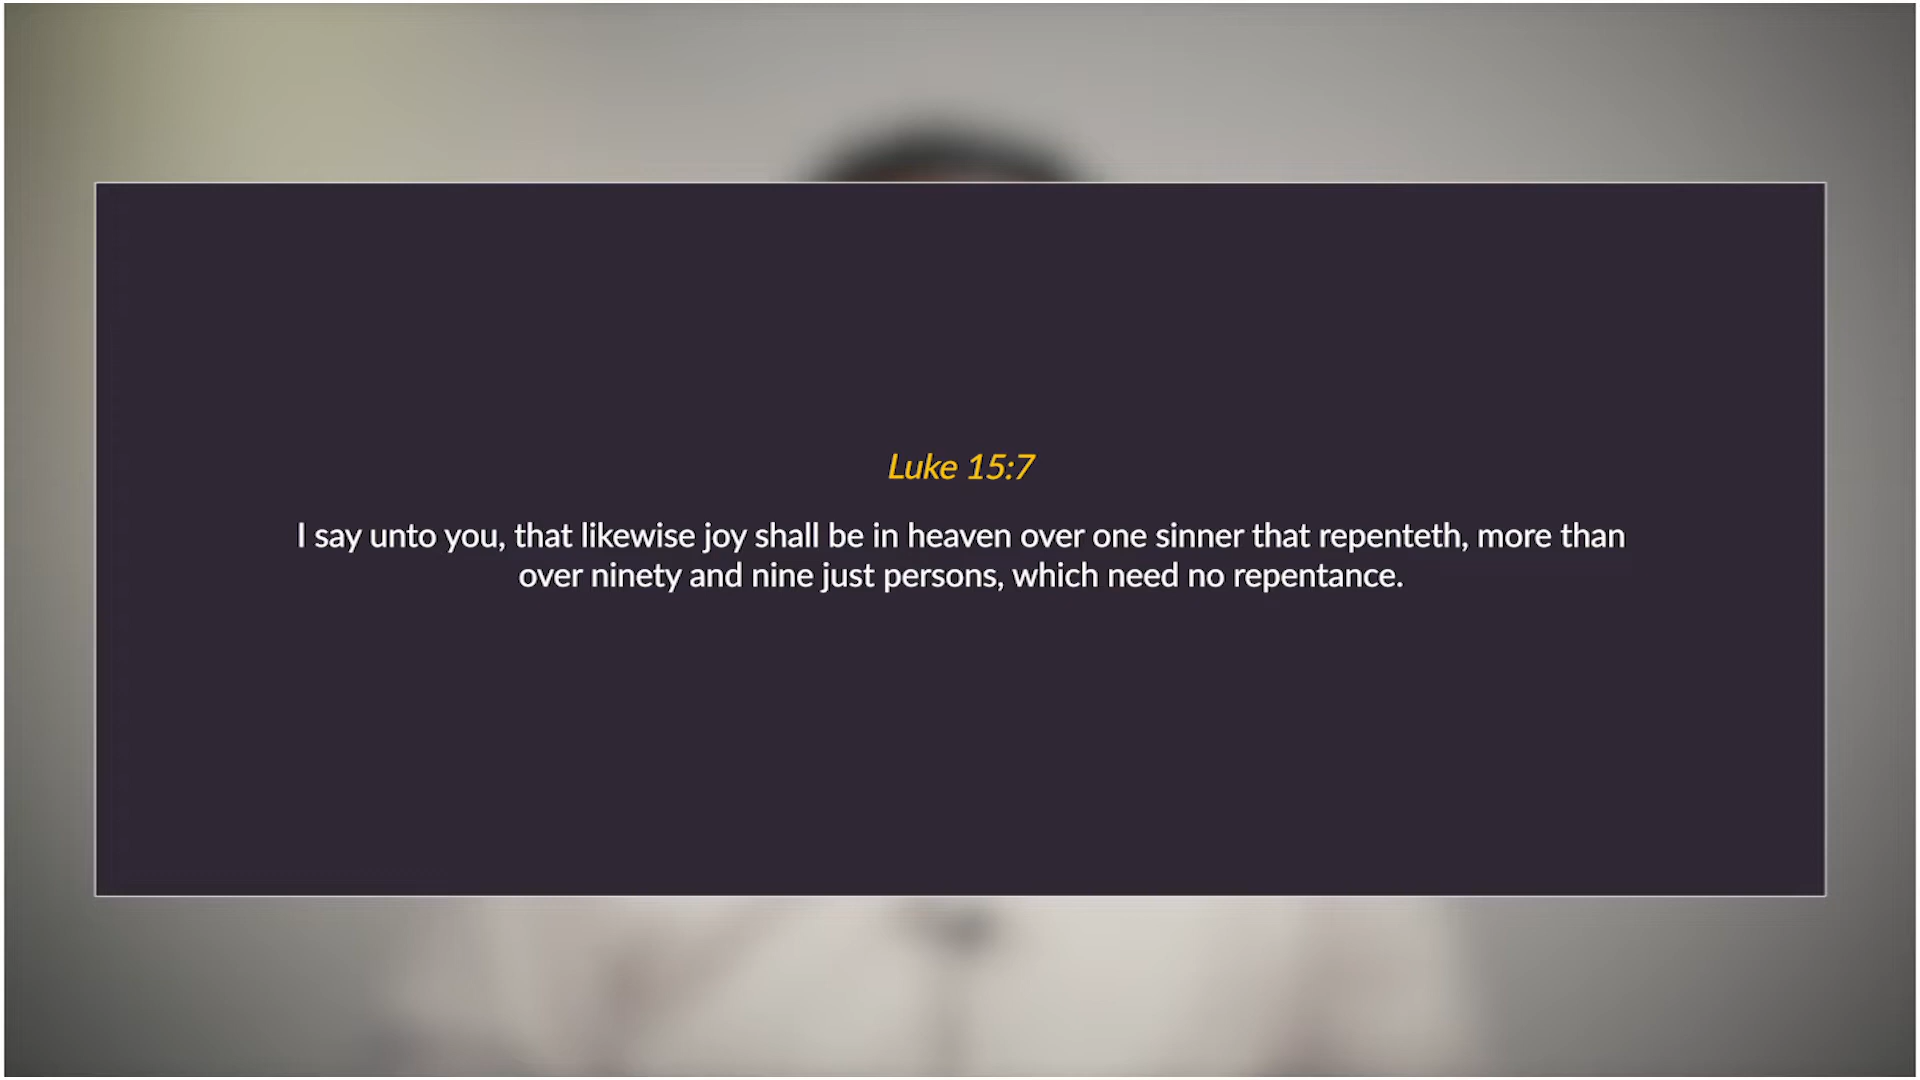 Luke 15:7
I say unto you, that likewise joy shall be in heaven over one sinner that repenteth, more than
over ninety and nine just persons, which need no repentance.